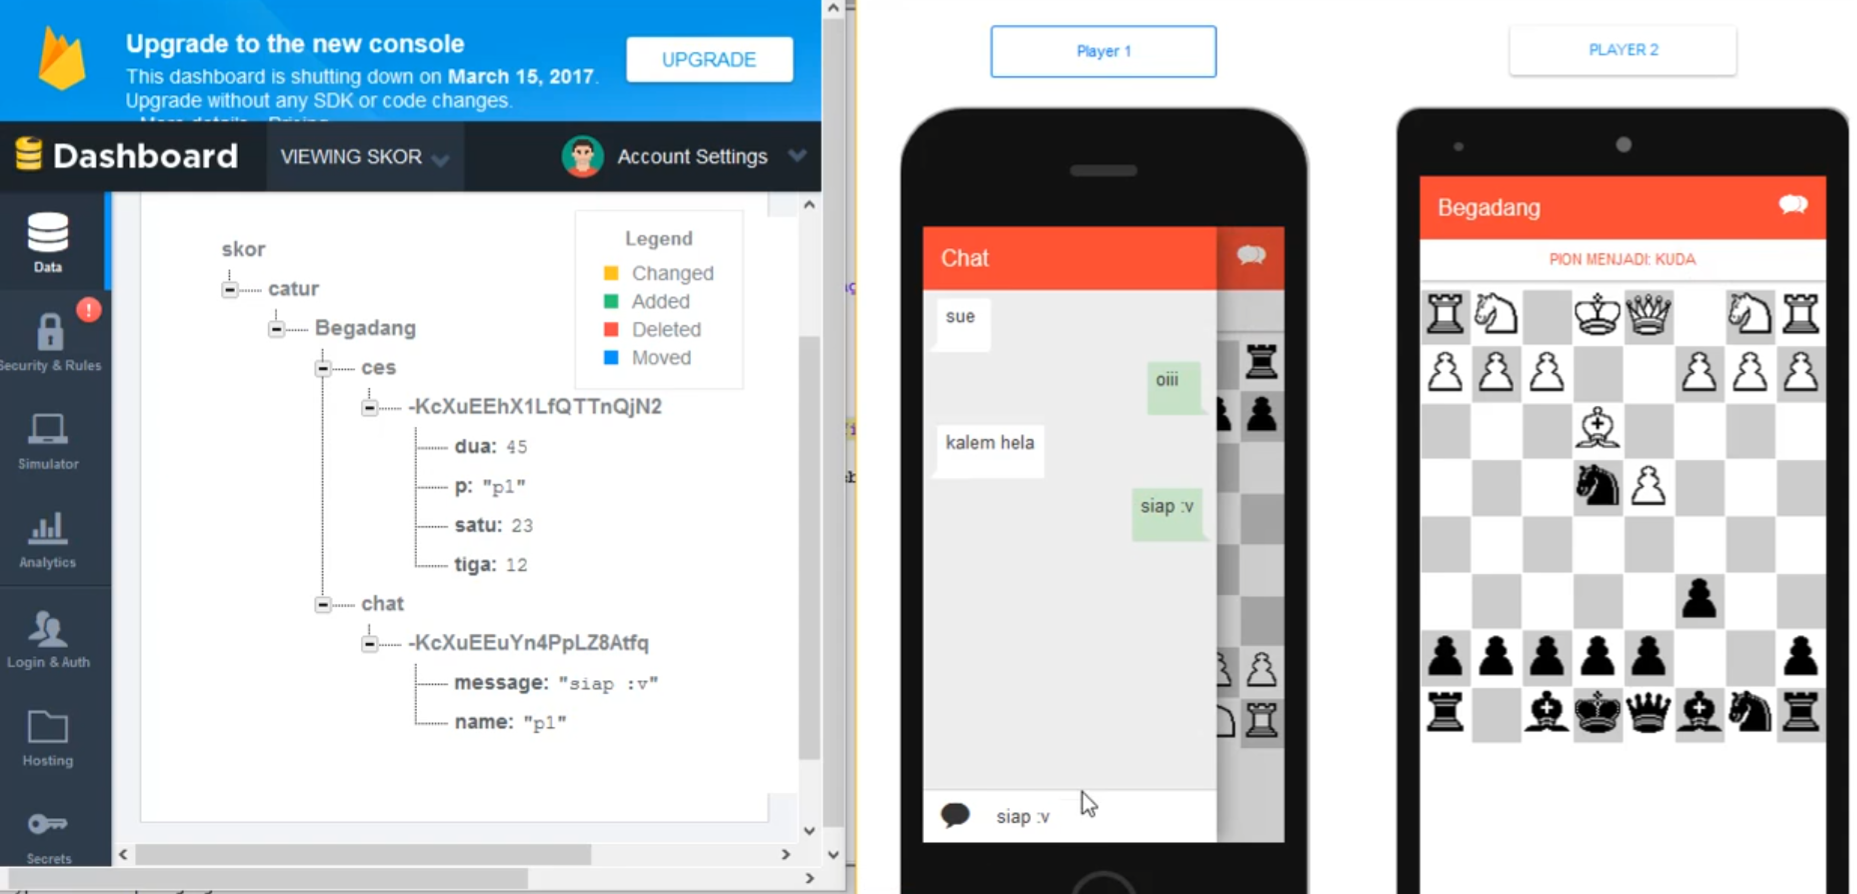 Upgrade to the new console
This dashboard is shutting down on March 15, 2017.
Upgrade without any SDK or code changes.
More details Pricing
UPGRADE
Dashboard
VIEWING SKOR
Account Settings
Data
Security & Rules
Simulator
Analytics
Login & Auth
Hosting
Secrets
skor
catur
Begadang
ces
-KcXuEEhX1LfQTTnQjN2
dua: 45
p: "p1"
satu: 23
tiga: 12
chat
-KcXuEEuYn4PpLZ8Atfq
message: "siap :v"
name: "p1"
Legend
Changed
Added
Deleted
Moved
Player 1
Chat
sue
oiii
kalem hela
siap :v
siap :v
PLAYER 2
Begadang
PION MENJADI: KUDA